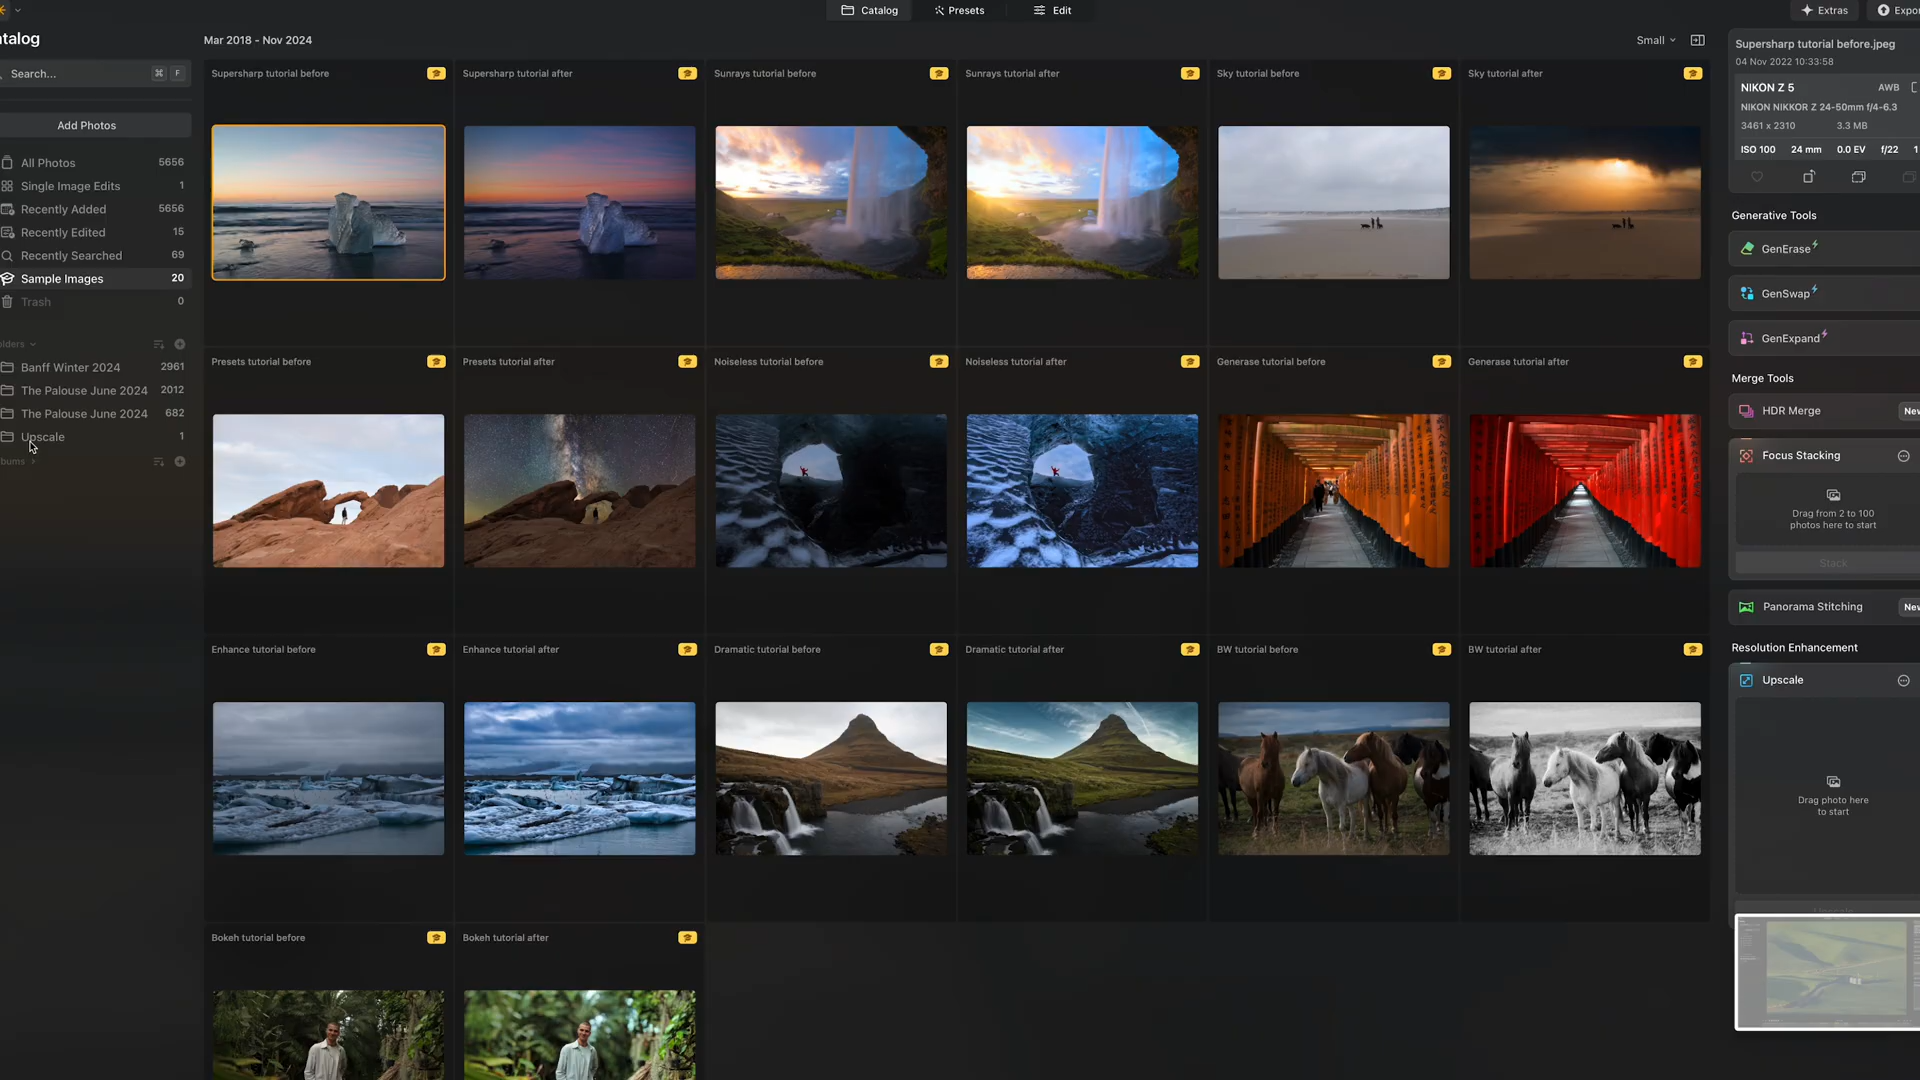 Catalog
Presets
Edit
Extras
Expo
atalog
Mar 2018 - Nov 2024
Small
Search...
⌘ F
Add Photos
All Photos 5656
Single Image Edits 1
Recently Added 5656
Recently Edited 15
Recently Searched 69
Sample Images 20
Trash 0
olders
Banff Winter 2024 2961
The Palouse June 2024 2012
The Palouse June 2024 682
Upscale 1
bums
Supersharp tutorial before
Supersharp tutorial after
Sunrays tutorial before
Sunrays tutorial after
Sky tutorial before
Sky tutorial after
Presets tutorial before
Presets tutorial after
Noiseless tutorial before
Noiseless tutorial after
Generase tutorial before
Generase tutorial after
Enhance tutorial before
Enhance tutorial after
Dramatic tutorial before
Dramatic tutorial after
BW tutorial before
BW tutorial after
Bokeh tutorial before
Bokeh tutorial after
Supersharp tutorial before.jpeg
04 Nov 2022 10:33:58
NIKON Z 5 AWB
NIKON NIKKOR Z 24-50mm f/4-6.3
3461 x 2310 3.3 MB
ISO 100 24 mm 0.0 EV f/22 1
Generative Tools
GenErase
GenSwap
GenExpand
Merge Tools
HDR Merge New
Focus Stacking
Drag from 2 to 100
photos here to start
Stack
Panorama Stitching New
Resolution Enhancement
Upscale
Drag photo here
to start